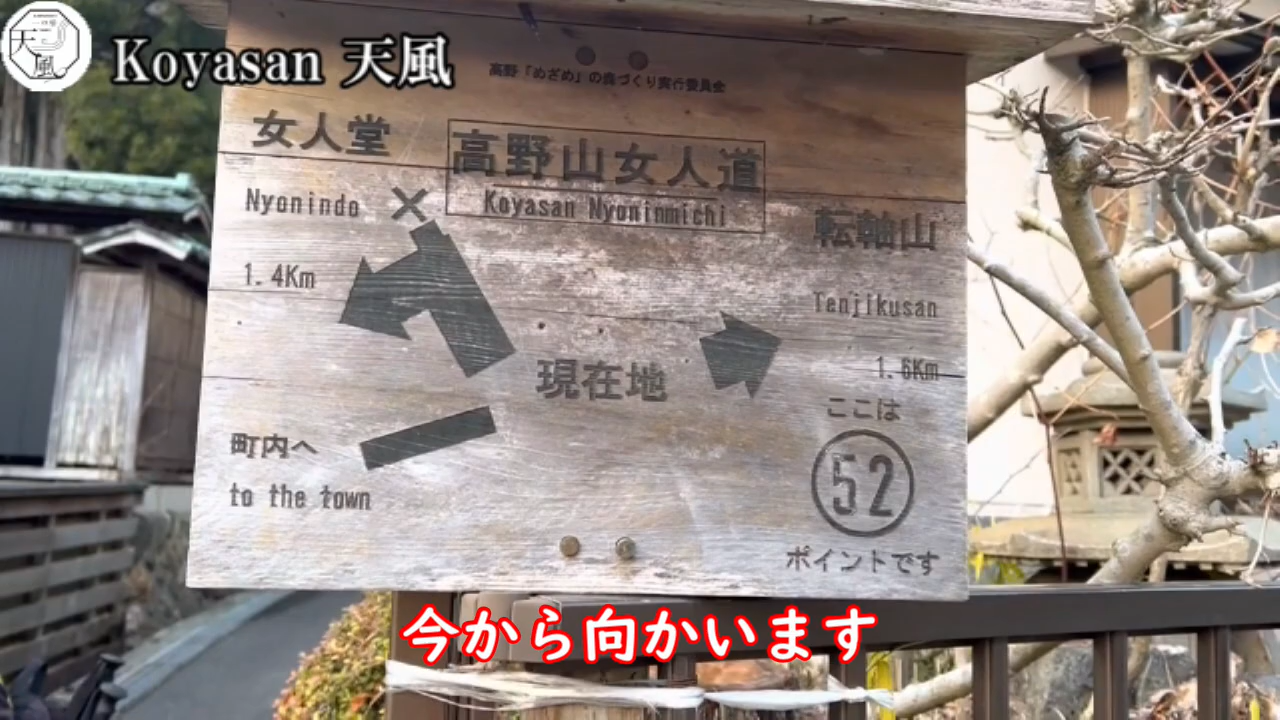 天風
Koyasan 天風
高野「めざめ」の森づくり実行委員会
女人堂
高野山女人道
Nyonindo
Koyasan Nyoninmichi
転軸山
1.4Km
Tenjikusan
現在地
1.6Km
ここは
町内へ
52
to the town
ポイントです
今から向かいます